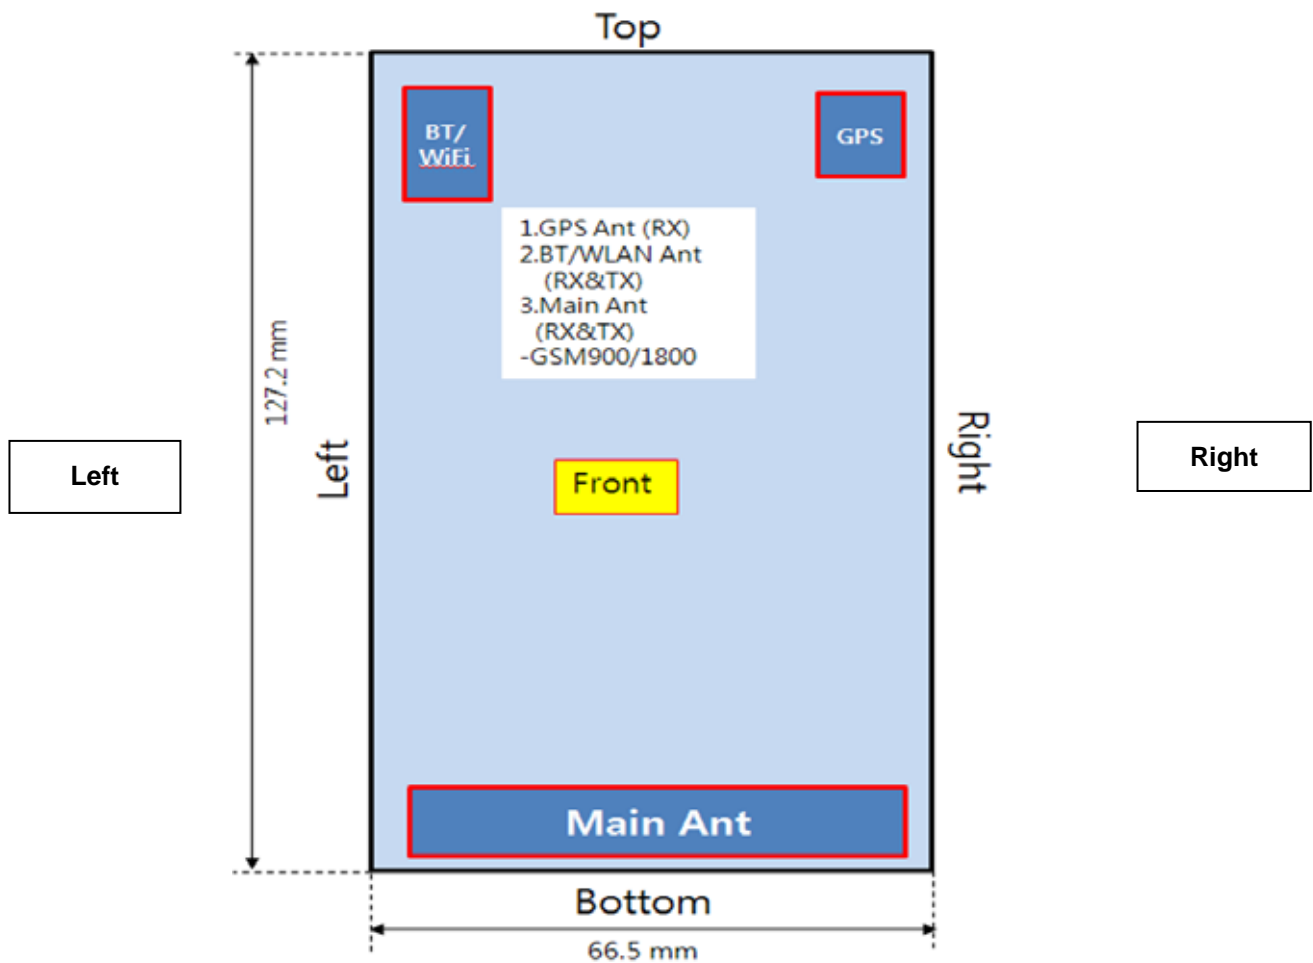 Top
BT/
WiFi
GPS
1.GPS Ant (RX)
2.BT/WLAN Ant
(RX&TX)
3.Main Ant
(RX&TX)
-GSM900/1800
127.2 mm
Left
Left
Front
Right
Right
Main Ant
Bottom
66.5 mm